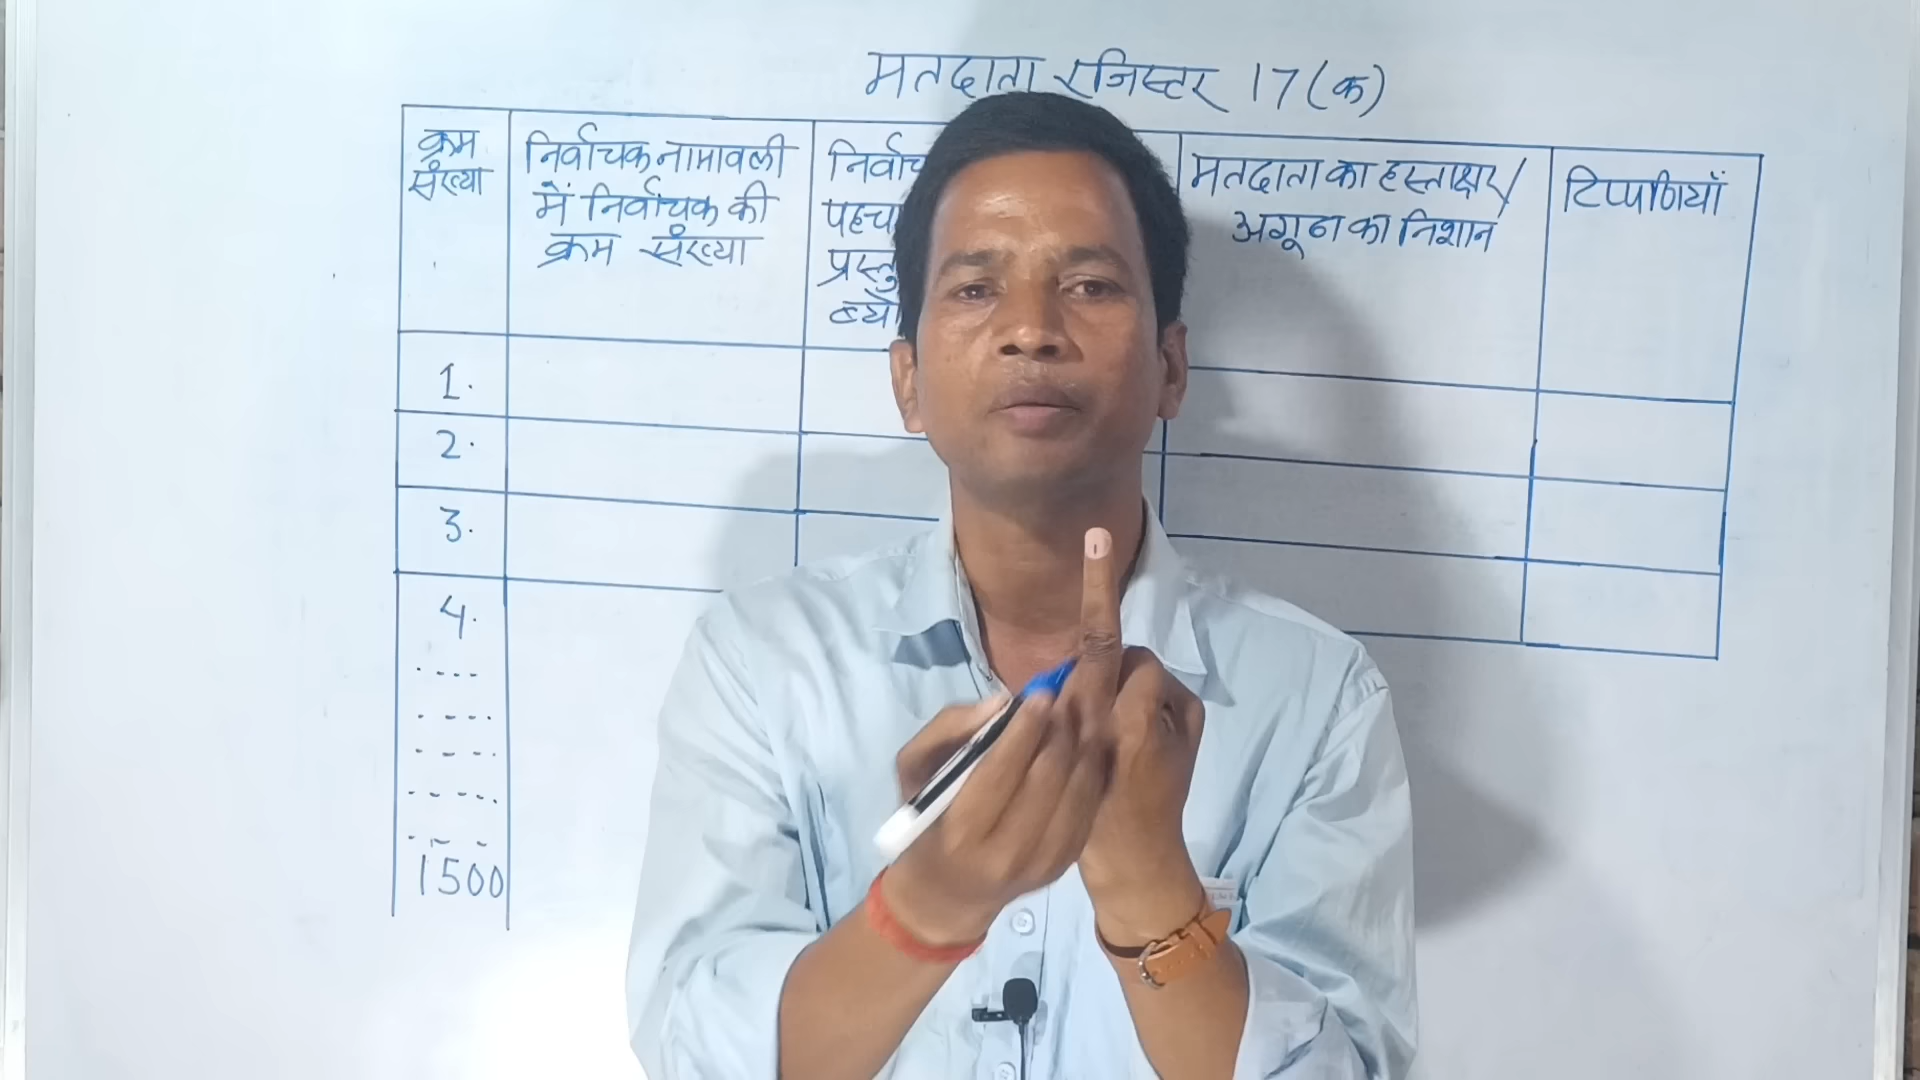 मतदाता रजिस्टर 17(क)
क्रम
संख्या
निर्वाचक नामावली
में निर्वाचक की
क्रम संख्या
मतदाता का हस्ताक्षर/
अगूठा का निशान
टिप्पणियाँ
1.
2.
3.
4.
1500